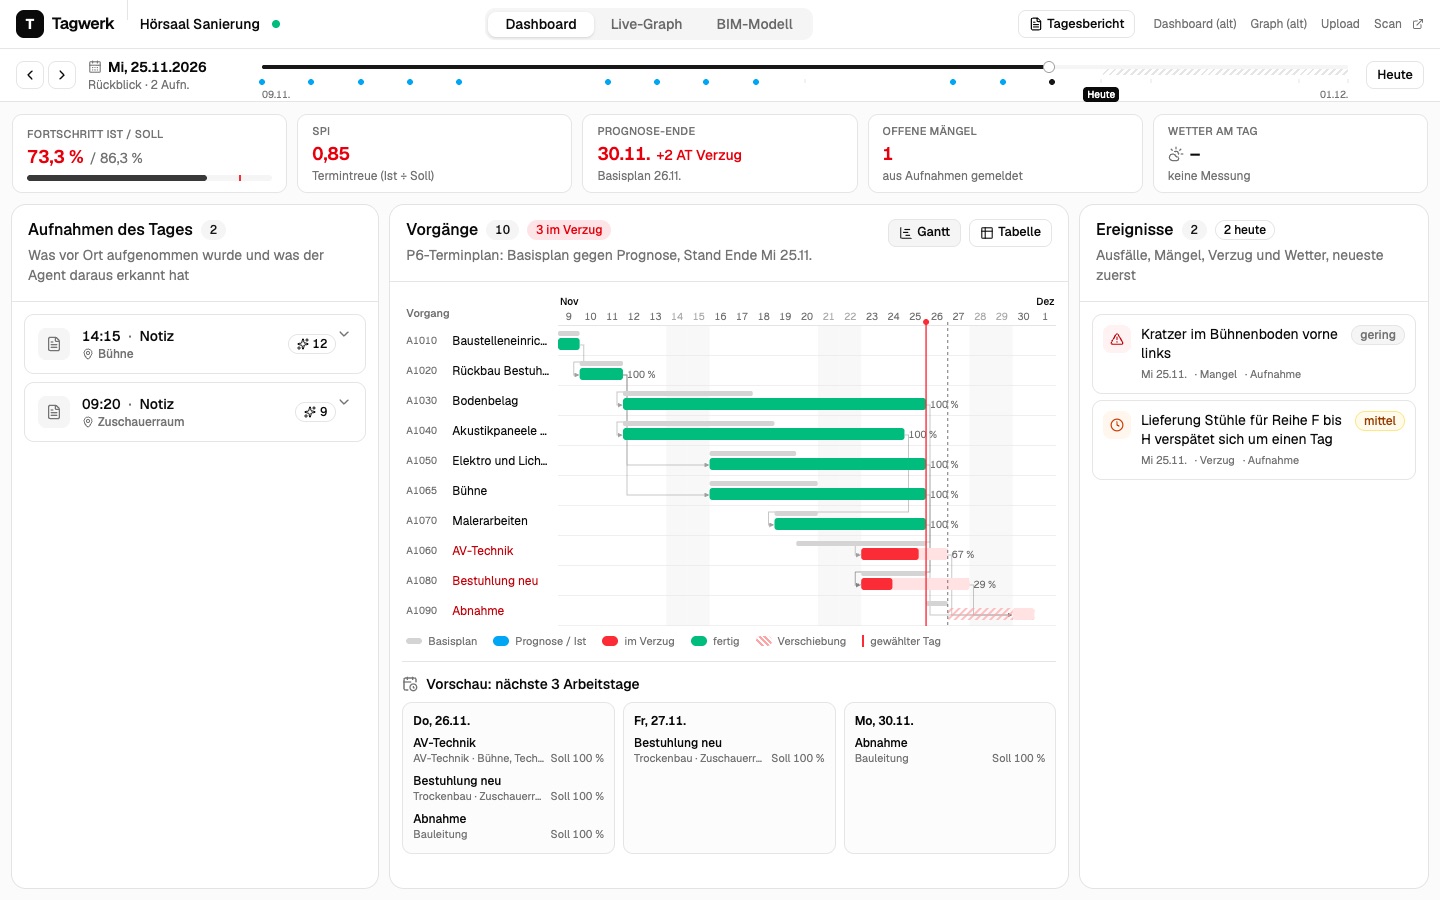 T Tagwerk Hörsaal Sanierung
Dashboard Live-Graph BIM-Modell
Tagesbericht Dashboard (alt) Graph (alt) Upload Scan
Mi, 25.11.2026
Rückblick · 2 Aufn.
09.11.
Heute
01.12.
Heute
FORTSCHRITT IST / SOLL
73,3 % / 86,3 %
SPI
0,85
Termintreue (Ist ÷ Soll)
PROGNOSE-ENDE
30.11. +2 AT Verzug
Basisplan 26.11.
OFFENE MÄNGEL
1
aus Aufnahmen gemeldet
WETTER AM TAG
–
keine Messung
Aufnahmen des Tages 2
Was vor Ort aufgenommen wurde und was der
Agent daraus erkannt hat
14:15 · Notiz
Bühne
12
09:20 · Notiz
Zuschauerraum
9
Vorgänge 10 3 im Verzug
P6-Terminplan: Basisplan gegen Prognose, Stand Ende Mi 25.11.
Gantt Tabelle
Vorgang
Nov Dez
9 10 11 12 13 14 15 16 17 18 19 20 21 22 23 24 25 26 27 28 29 30 1
A1010 Baustelleneinric…
A1020 Rückbau Bestuh… 100 %
A1030 Bodenbelag 100 %
A1040 Akustikpaneele … 100 %
A1050 Elektro und Lich… 100 %
A1065 Bühne 100 %
A1070 Malerarbeiten 100 %
A1060 AV-Technik 67 %
A1080 Bestuhlung neu 29 %
A1090 Abnahme
Basisplan Prognose / Ist im Verzug fertig Verschiebung gewählter Tag
Vorschau: nächste 3 Arbeitstage
Do, 26.11.
AV-Technik
AV-Technik · Bühne, Tech… Soll 100 %
Bestuhlung neu
Trockenbau · Zuschauerr… Soll 100 %
Abnahme
Bauleitung Soll 100 %
Fr, 27.11.
Bestuhlung neu
Trockenbau · Zuschauerr… Soll 100 %
Mo, 30.11.
Abnahme
Bauleitung Soll 100 %
Ereignisse 2 2 heute
Ausfälle, Mängel, Verzug und Wetter, neueste
zuerst
Kratzer im Bühnenboden vorne
links
gering
Mi 25.11. · Mangel · Aufnahme
Lieferung Stühle für Reihe F bis
H verspätet sich um einen Tag
mittel
Mi 25.11. · Verzug · Aufnahme